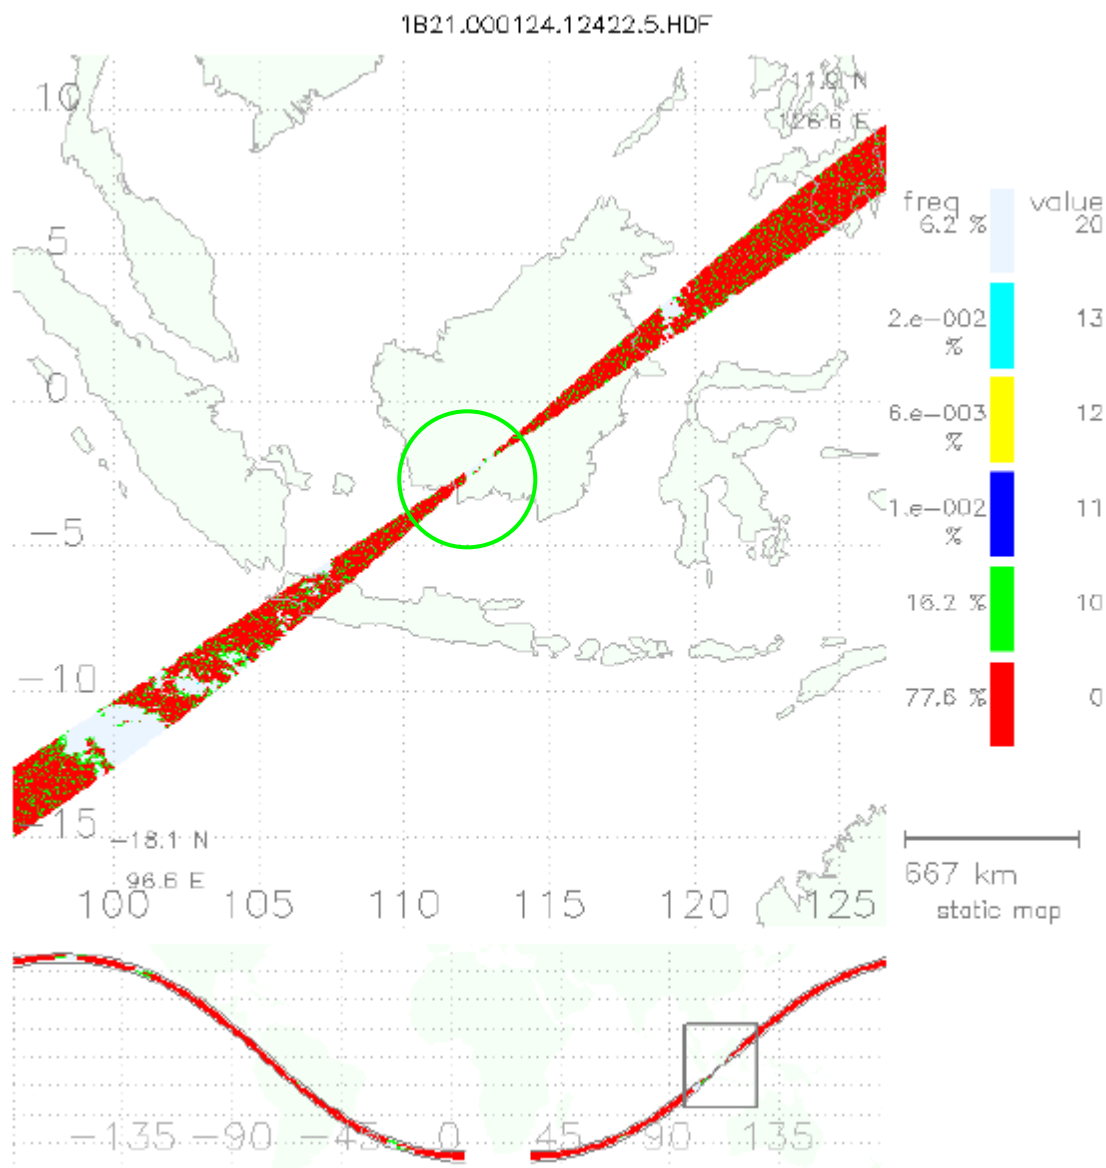 1B21.000124.12422.5.HDF
11.9 N
126.6 E
10
5
0
−5
−10
−15
−18.1 N
96.6 E
100 105 110 115 120 125
freq value
6.2 % 20
2.e−002 % 13
6.e−003 % 12
1.e−002 % 11
16.2 % 10
77.6 % 0
667 km
static map
−135 −90 −45 0 45 90 135